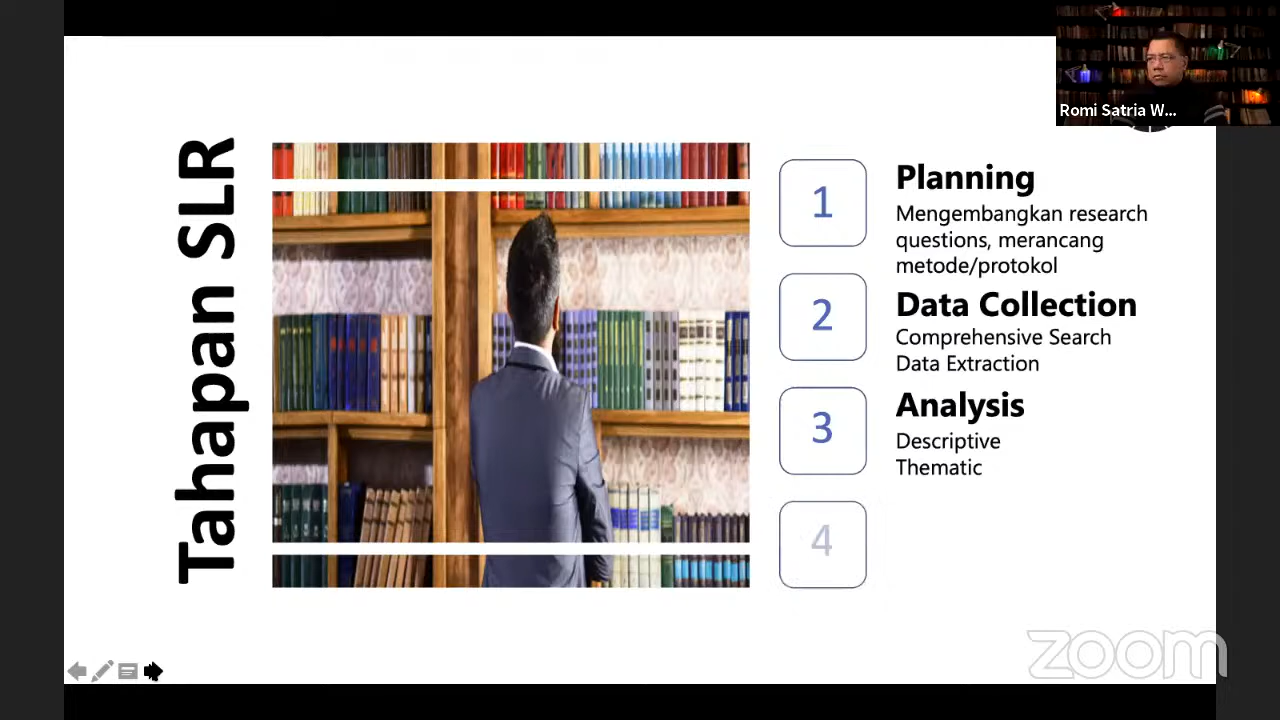 Romi Satria W...
Tahapan SLR
1
Planning
Mengembangkan research
questions, merancang
metode/protokol
2
Data Collection
Comprehensive Search
Data Extraction
3
Analysis
Descriptive
Thematic
4
zoom